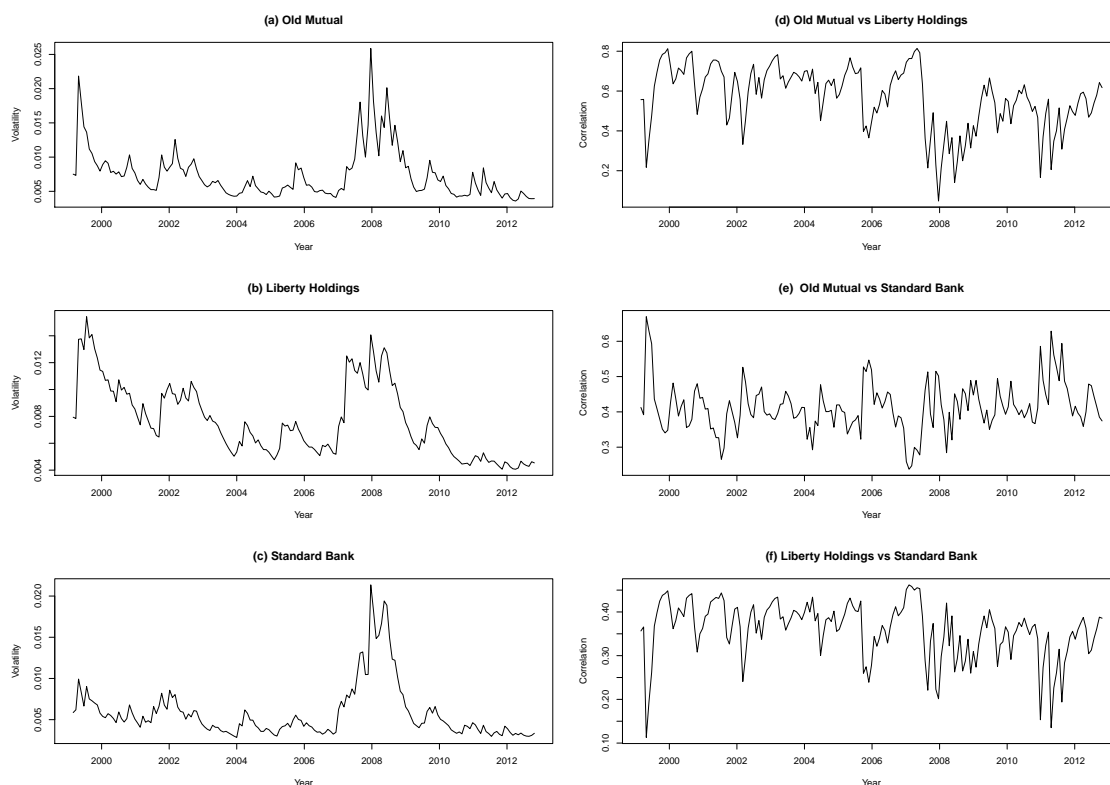 (a) Old Mutual
Volatility
0.005 0.010 0.015 0.020 0.025
2000 2002 2004 2006 2008 2010 2012
Year
(b) Liberty Holdings
Volatility
0.004 0.008 0.012
2000 2002 2004 2006 2008 2010 2012
Year
(c) Standard Bank
Volatility
0.005 0.010 0.015 0.020
2000 2002 2004 2006 2008 2010 2012
Year
(d) Old Mutual vs Liberty Holdings
Correlation
0.2 0.4 0.6 0.8
2000 2002 2004 2006 2008 2010 2012
Year
(e) Old Mutual vs Standard Bank
Correlation
0.3 0.4 0.5 0.6
2000 2002 2004 2006 2008 2010 2012
Year
(f) Liberty Holdings vs Standard Bank
Correlation
0.10 0.20 0.30 0.40
2000 2002 2004 2006 2008 2010 2012
Year